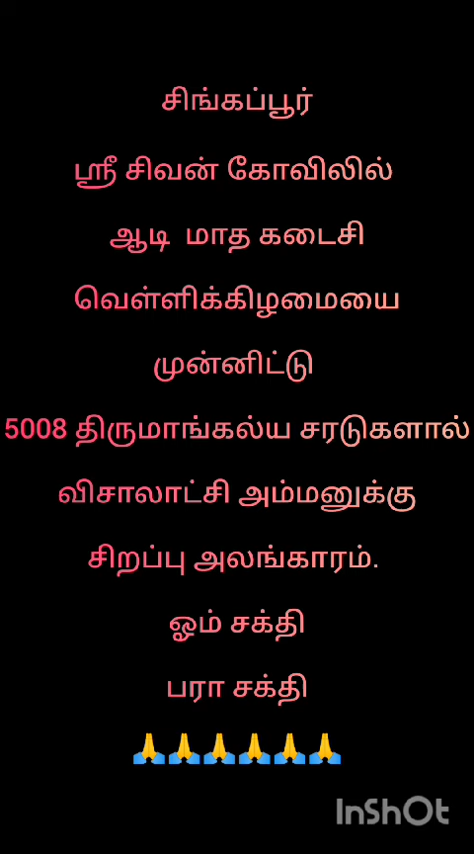 சிங்கப்பூர்
ஸ்ரீ சிவன் கோவிலில்
ஆடி மாத கடைசி
வெள்ளிக்கிழமையை
முன்னிட்டு
5008 திருமாங்கல்ய சரடுகளால்
விசாலாட்சி அம்மனுக்கு
சிறப்பு அலங்காரம்.
ஓம் சக்தி
பரா சக்தி
🙏🙏🙏🙏🙏🙏
InShOt